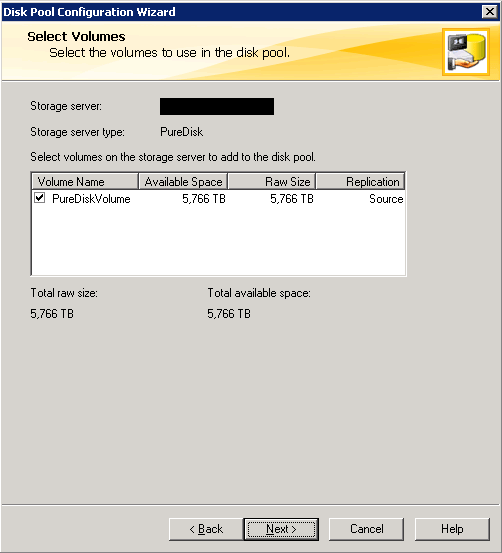 Disk Pool Configuration Wizard
Select Volumes
Select the volumes to use in the disk pool.
Storage server:
Storage server type: PureDisk
Select volumes on the storage server to add to the disk pool.
Volume Name Available Space Raw Size Replication
PureDiskVolume 5,766 TB 5,766 TB Source
Total raw size: Total available space:
5,766 TB 5,766 TB
< Back Next > Cancel Help